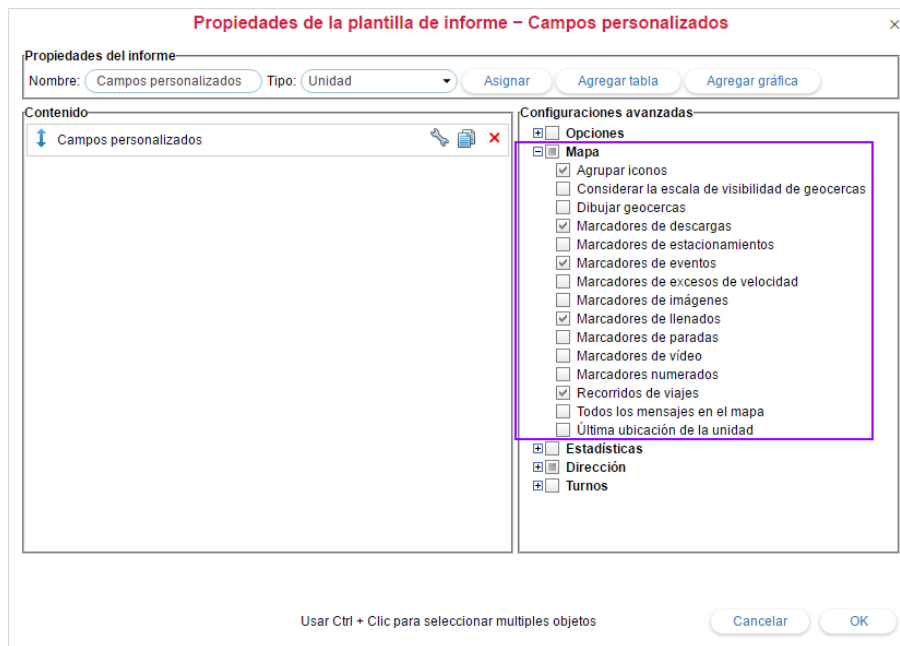 Propiedades de la plantilla de informe – Campos personalizados
×
Propiedades del informe
Nombre: Campos personalizados Tipo: Unidad Asignar Agregar tabla Agregar gráfica
Contenido
Campos personalizados
Configuraciones avanzadas
Opciones
Mapa
Agrupar iconos
Considerar la escala de visibilidad de geocercas
Dibujar geocercas
Marcadores de descargas
Marcadores de estacionamientos
Marcadores de eventos
Marcadores de excesos de velocidad
Marcadores de imágenes
Marcadores de llenados
Marcadores de paradas
Marcadores de vídeo
Marcadores numerados
Recorridos de viajes
Todos los mensajes en el mapa
Última ubicación de la unidad
Estadísticas
Dirección
Turnos
Usar Ctrl + Clic para seleccionar multiples objetos
Cancelar OK